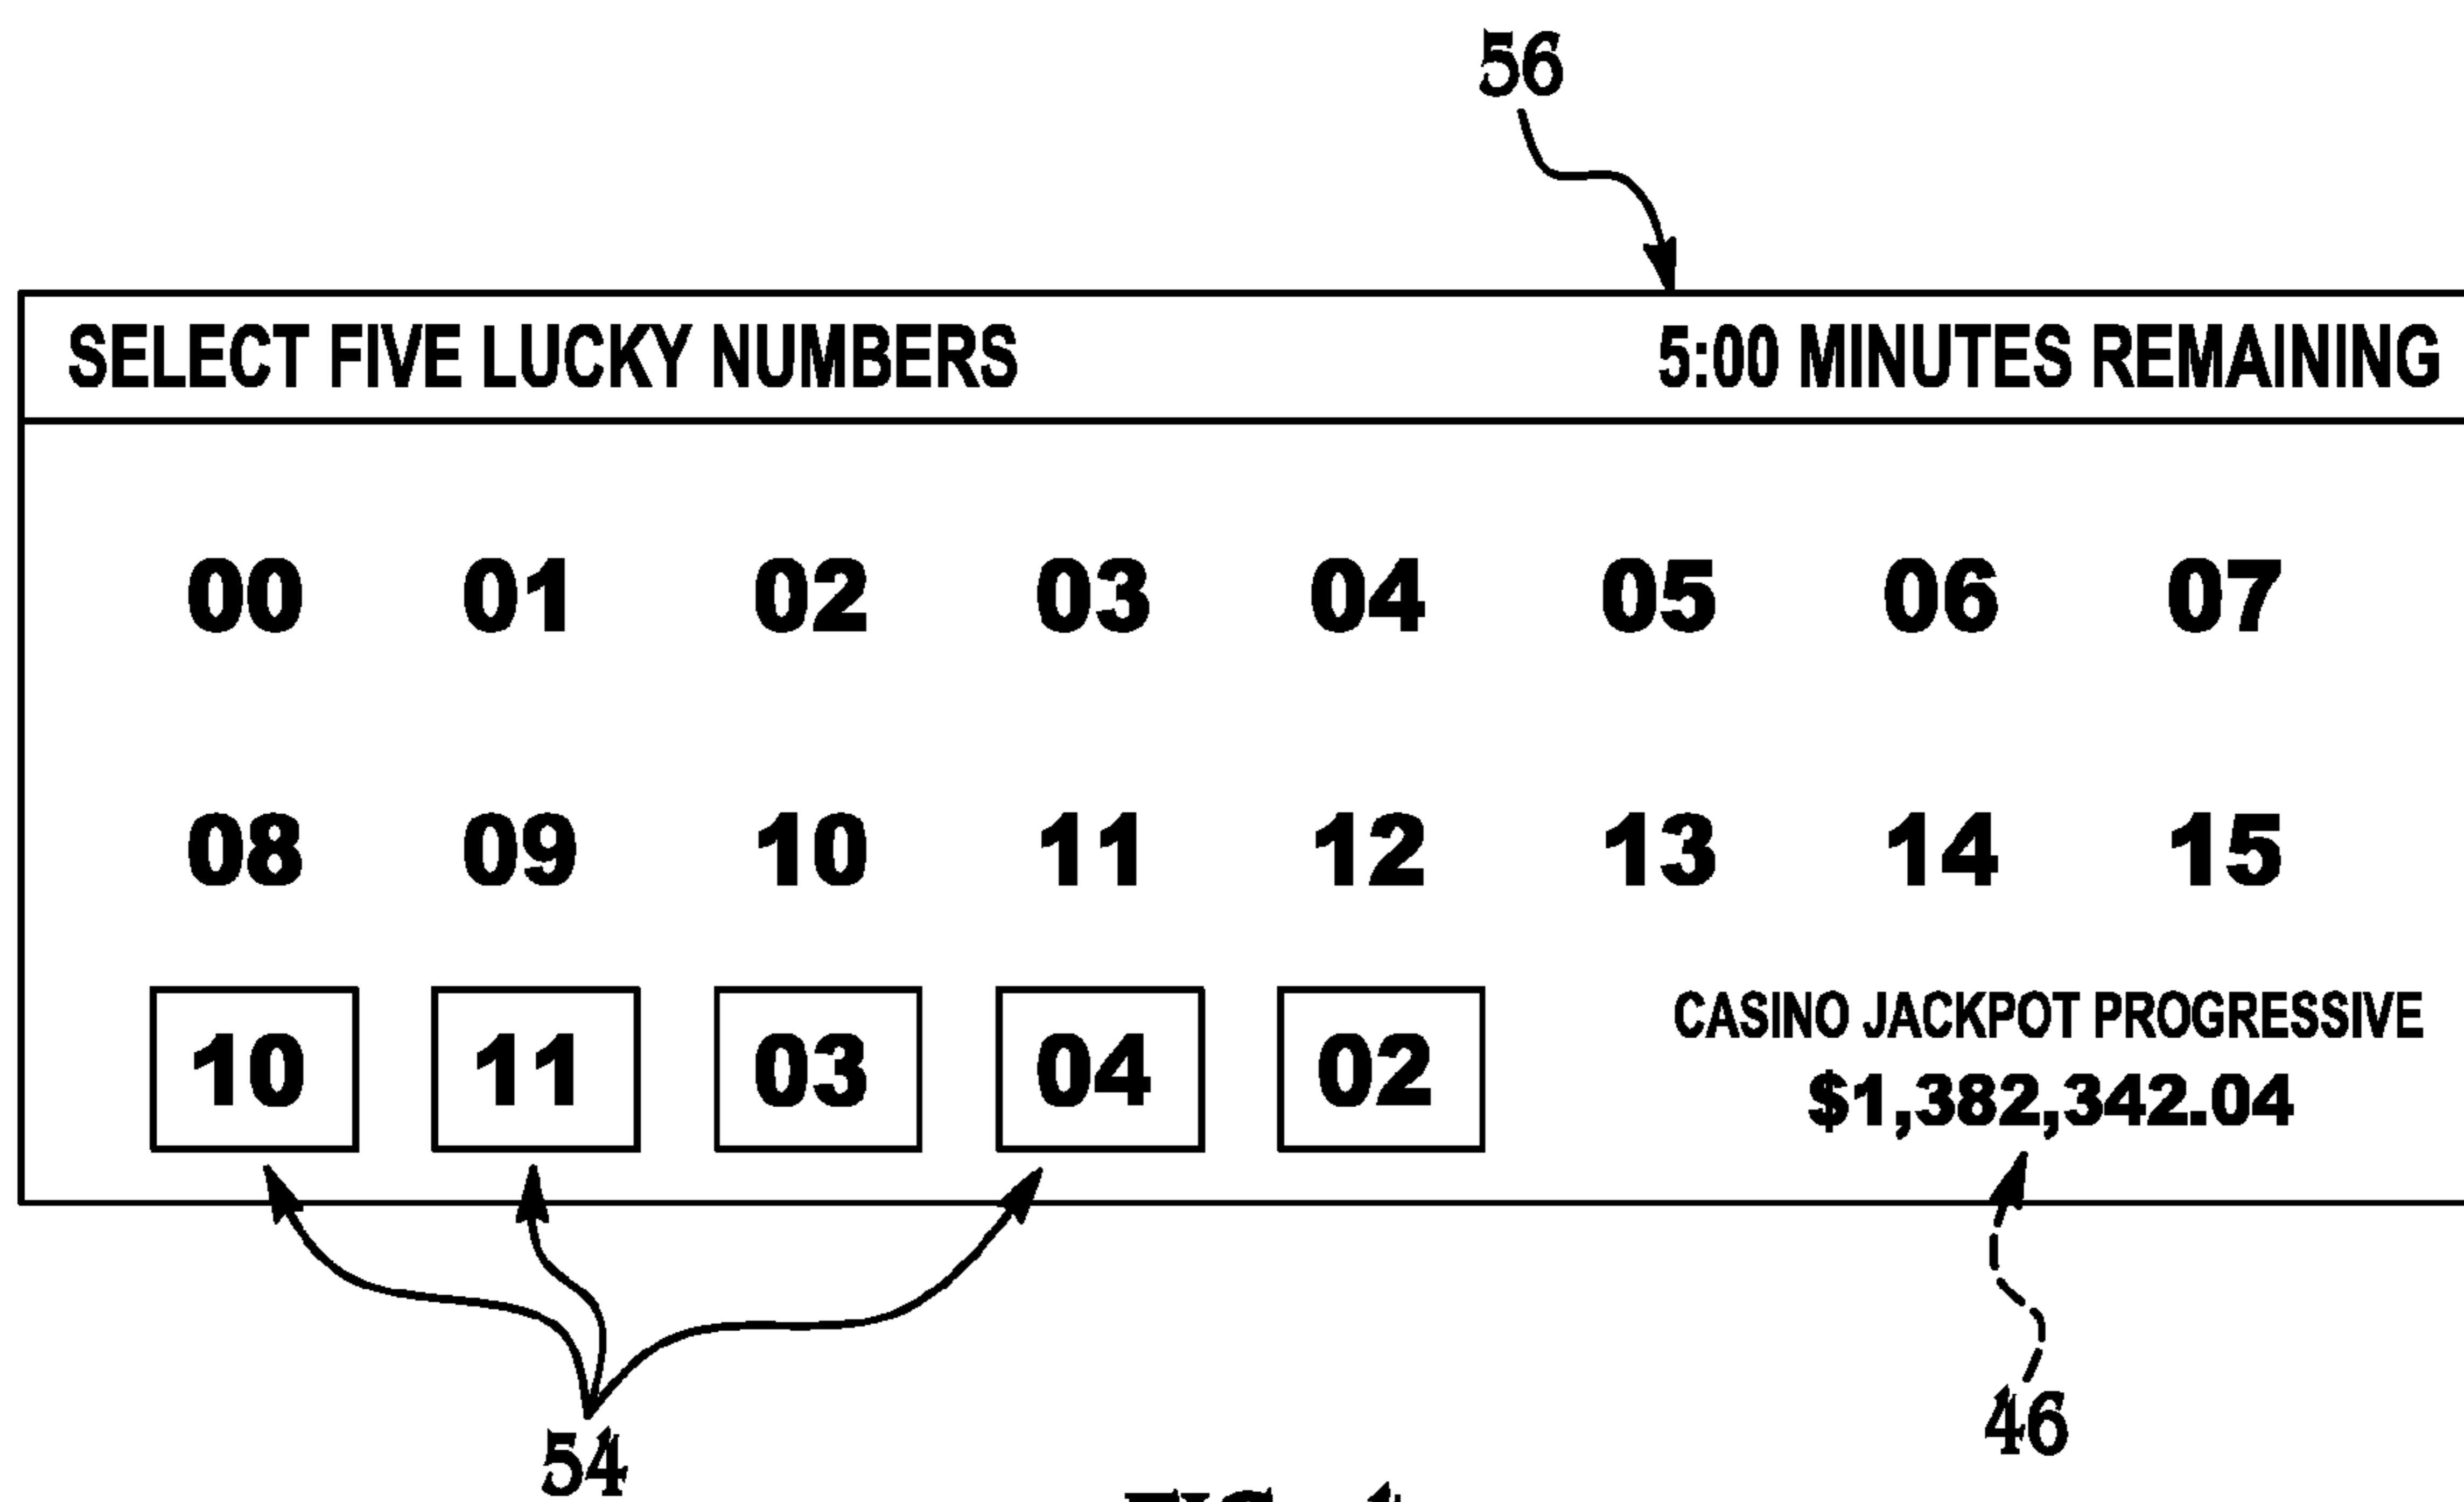 56
SELECT FIVE LUCKY NUMBERS 5:00 MINUTES REMAINING
00 01 02 03 04 05 06 07
08 09 10 11 12 13 14 15
10 11 03 04 02
CASINO JACKPOT PROGRESSIVE
$1,382,342.04
54
46